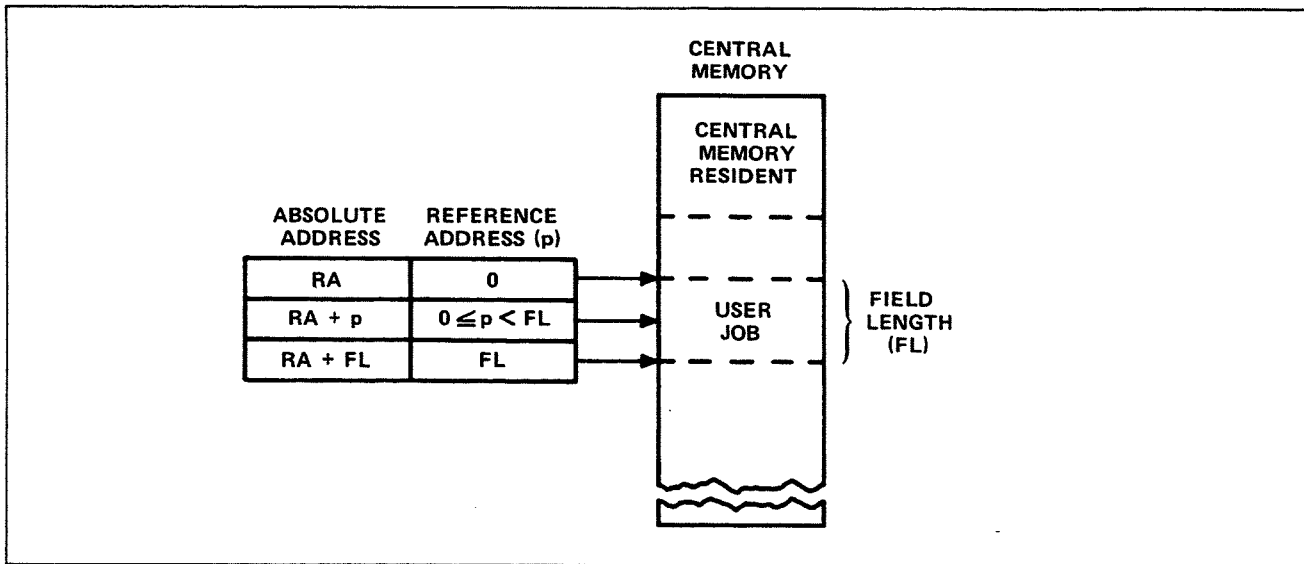 CENTRAL
MEMORY
CENTRAL
MEMORY
RESIDENT
ABSOLUTE
ADDRESS
REFERENCE
ADDRESS (p)
RA
0
RA + p
0 ≦ p < FL
RA + FL
FL
USER
JOB
FIELD
LENGTH
(FL)